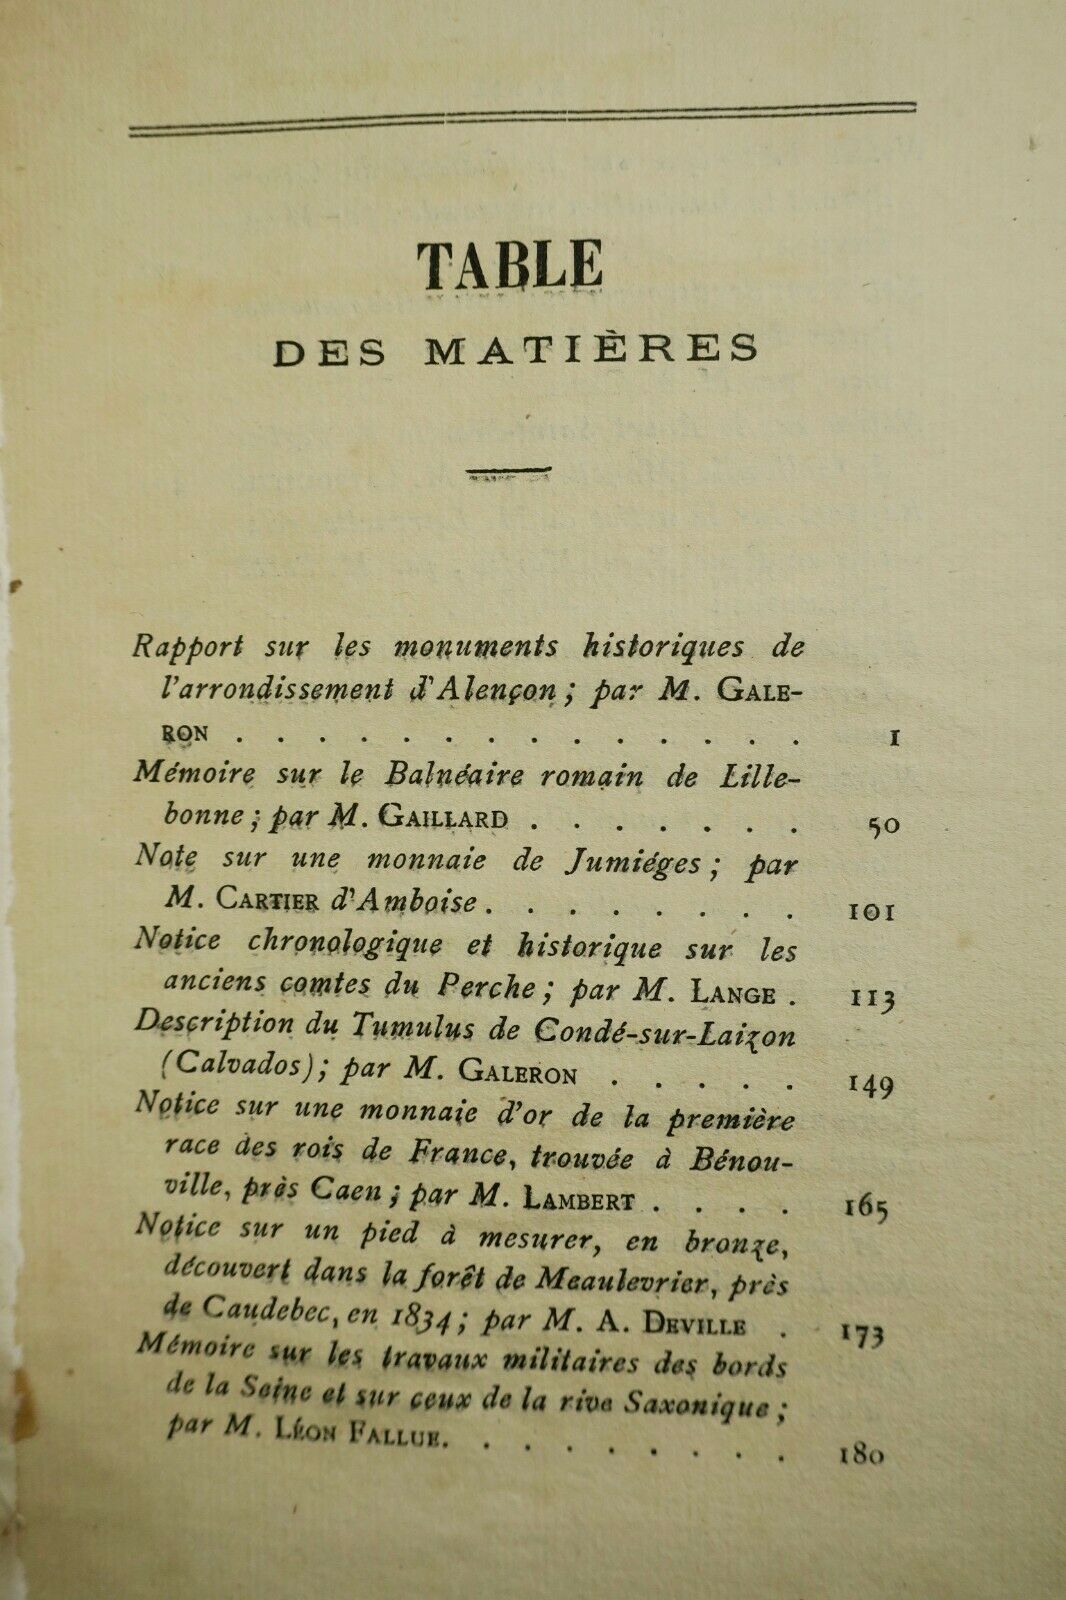 TABLE
DES MATIÈRES
Rapport sur les monuments historiques de
l'arrondissement d'Alençon ; par M. GALE-
RON . . . . . . . . . . . . . . 1
Mémoire sur le Balnéaire romain de Lille-
bonne ; par M. GAILLARD . . . . . . . 50
Note sur une monnaie de Jumiéges ; par
M. CARTIER d'Amboise . . . . . . . . 101
Notice chronologique et historique sur les
anciens comtes du Perche ; par M. LANGE . 113
Description du Tumulus de Condé-sur-Laizon
(Calvados) ; par M. GALERON . . . . . 149
Notice sur une monnaie d'or de la première
race des rois de France, trouvée à Bénou-
ville, près Caen ; par M. LAMBERT . . . . 165
Notice sur un pied à mesurer, en bronze,
découvert dans la forêt de Meaulevrier, près
de Caudebec, en 1834 ; par M. A. DEVILLE . 173
Mémoire sur les travaux militaires des bords
de la Seine et sur ceux de la rive Saxonique ;
par M. LÉON FALLUE. . . . . . . . . 180